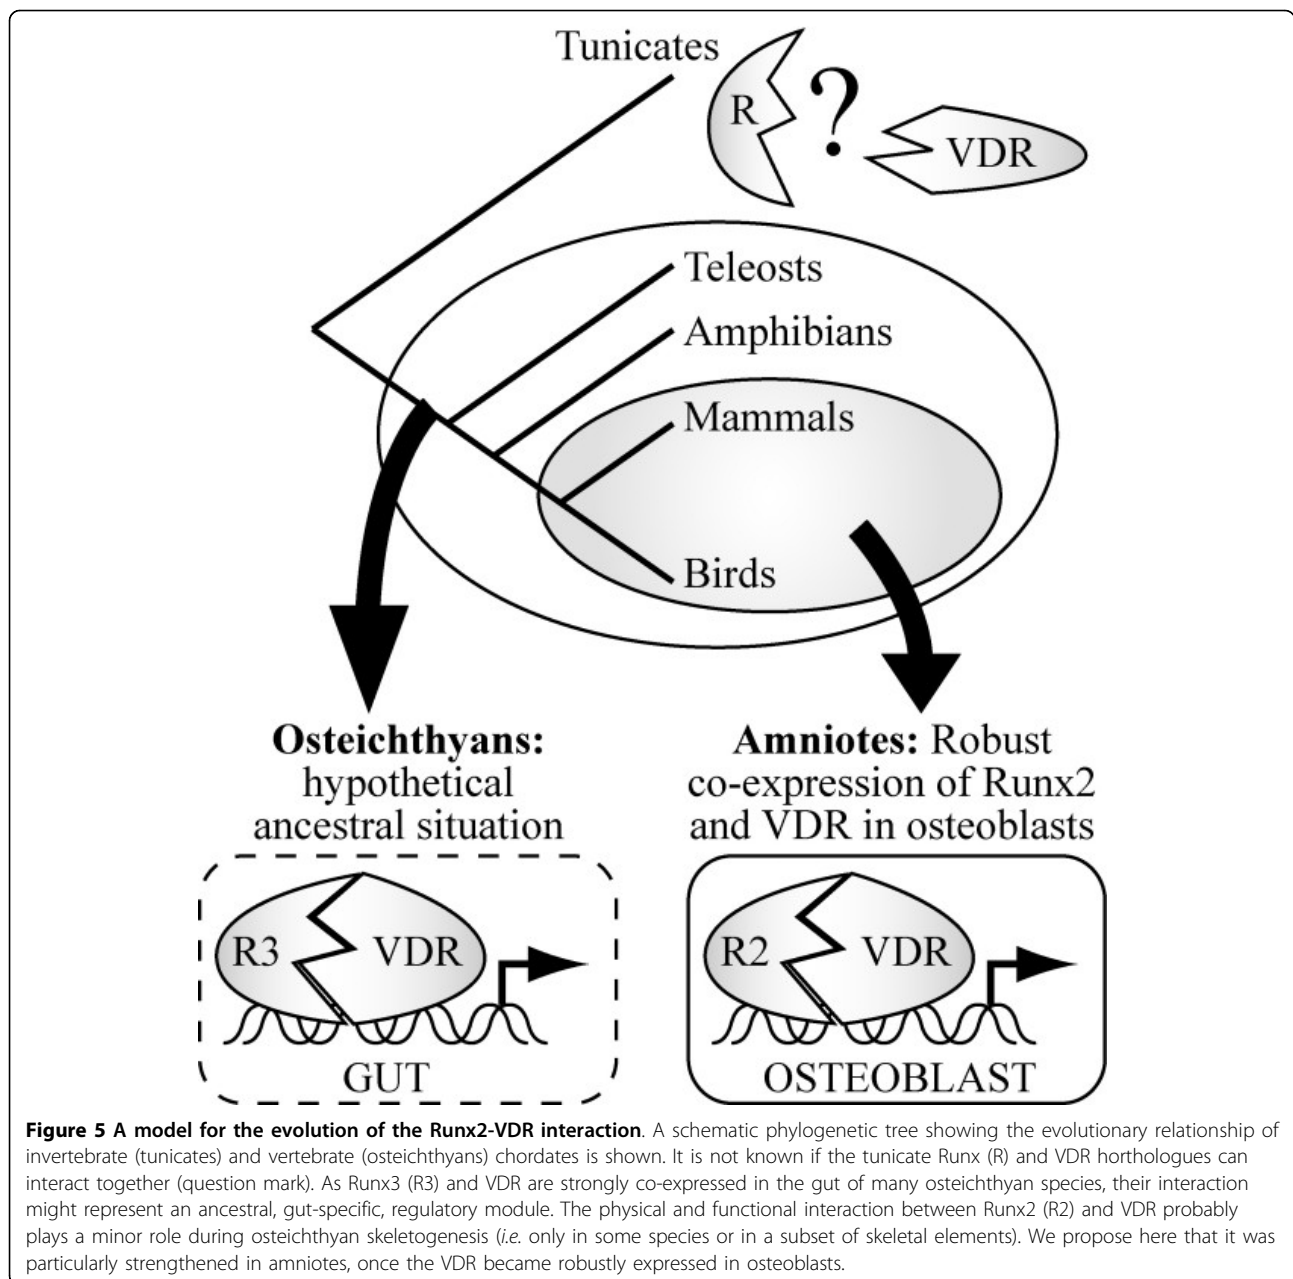 Tunicates
R
?
VDR
Teleosts
Amphibians
Mammals
Birds
Osteichthyans:
hypothetical
ancestral situation
R3
VDR
GUT
Amniotes: Robust
co-expression of Runx2
and VDR in osteoblasts
R2
VDR
OSTEOBLAST
Figure 5 A model for the evolution of the Runx2-VDR interaction. A schematic phylogenetic tree showing the evolutionary relationship of
invertebrate (tunicates) and vertebrate (osteichthyans) chordates is shown. It is not known if the tunicate Runx (R) and VDR horthologues can
interact together (question mark). As Runx3 (R3) and VDR are strongly co-expressed in the gut of many osteichthyan species, their interaction
might represent an ancestral, gut-specific, regulatory module. The physical and functional interaction between Runx2 (R2) and VDR probably
plays a minor role during osteichthyan skeletogenesis (i.e. only in some species or in a subset of skeletal elements). We propose here that it was
particularly strengthened in amniotes, once the VDR became robustly expressed in osteoblasts.